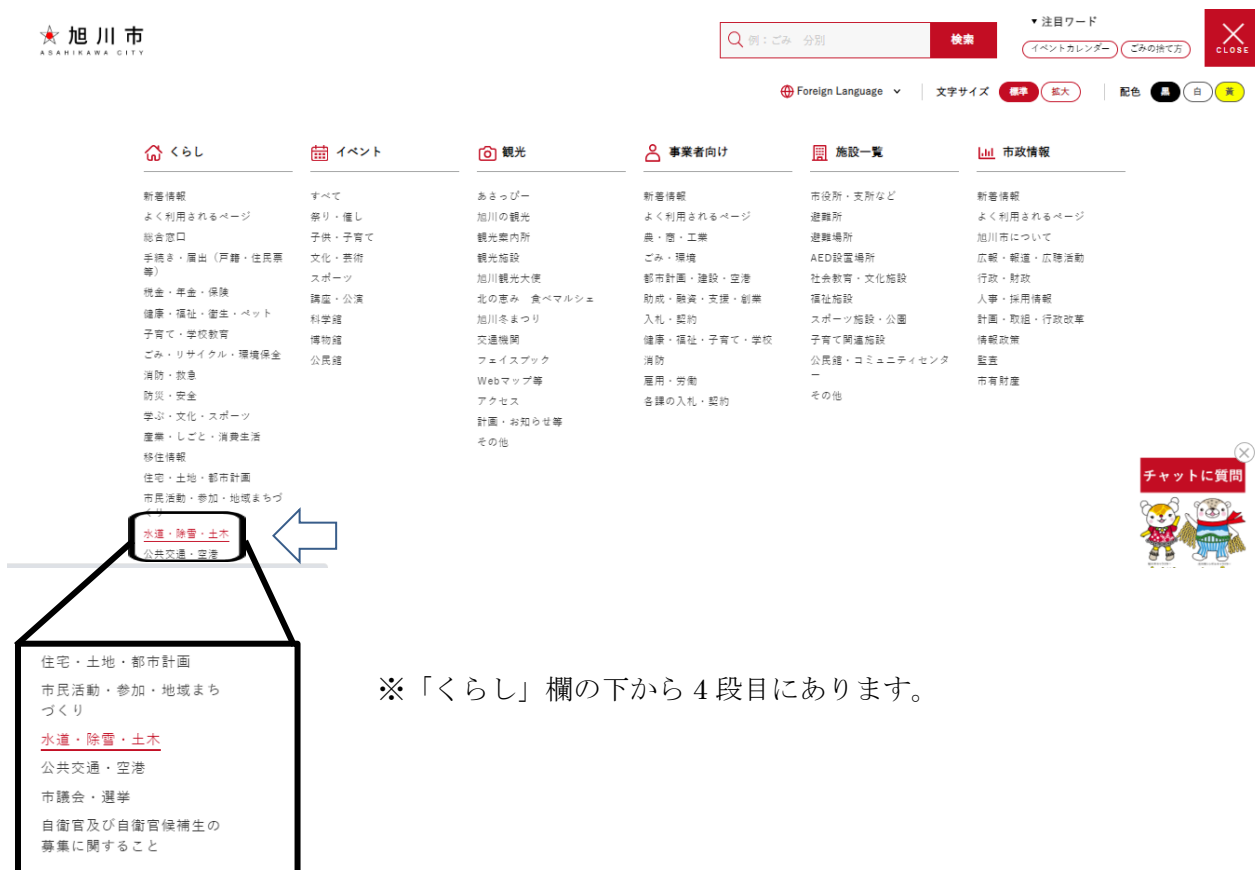 旭川市
ASAHIKAWA CITY
例：ごみ 分別
検索
▼注目ワード
イベントカレンダー
ごみの捨て方
CLOSE
Foreign Language
文字サイズ
標準
拡大
配色
黒
白
黄
くらし
新着情報
よく利用されるページ
総合窓口
手続き・届出（戸籍・住民票
等）
税金・年金・保険
健康・福祉・衛生・ペット
子育て・学校教育
ごみ・リサイクル・環境保全
消防・救急
防災・安全
学ぶ・文化・スポーツ
産業・しごと・消費生活
移住情報
住宅・土地・都市計画
市民活動・参加・地域まちづ
くり
水道・除雪・土木
公共交通・空港
イベント
すべて
祭り・催し
子供・子育て
文化・芸術
スポーツ
講座・公演
科学館
博物館
公民館
観光
あさっぴー
旭川の観光
観光案内所
観光施設
旭川観光大使
北の恵み 食べマルシェ
旭川冬まつり
交通機関
フェイスブック
Webマップ等
アクセス
計画・お知らせ等
その他
事業者向け
新着情報
よく利用されるページ
農・商・工業
ごみ・環境
都市計画・建設・空港
助成・融資・支援・創業
入札・契約
健康・福祉・子育て・学校
消防
雇用・労働
各課の入札・契約
施設一覧
市役所・支所など
避難所
避難場所
AED設置場所
社会教育・文化施設
福祉施設
スポーツ施設・公園
子育て関連施設
公民館・コミュニティセンタ
ー
その他
市政情報
新着情報
よく利用されるページ
旭川市について
広報・報道・広聴活動
行政・財政
人事・採用情報
計画・取組・行政改革
情報政策
監査
市有財産
チャットに質問
住宅・土地・都市計画
市民活動・参加・地域まち
づくり
水道・除雪・土木
公共交通・空港
市議会・選挙
自衛官及び自衛官候補生の
募集に関すること
※「くらし」欄の下から4段目にあります。